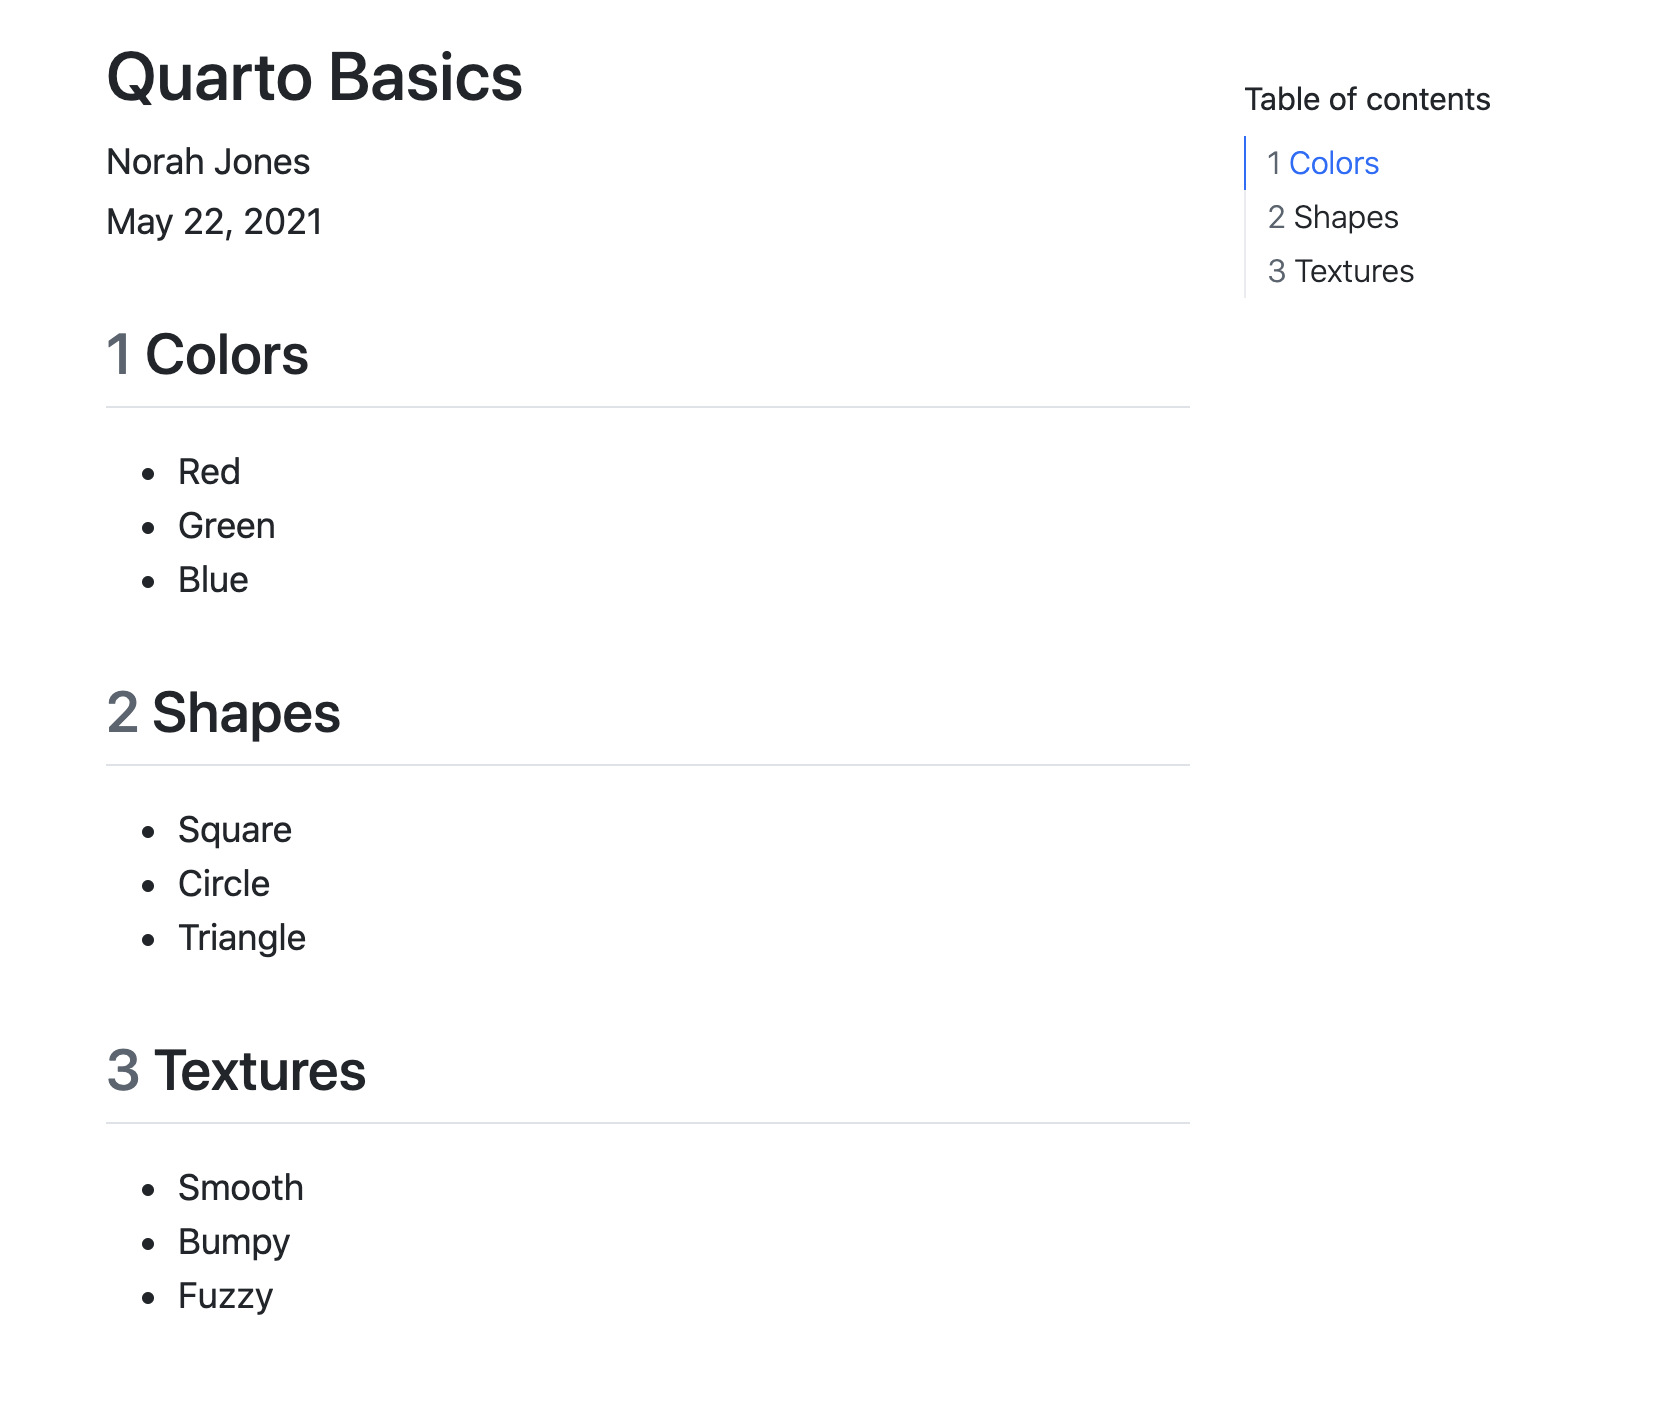 Quarto Basics
Norah Jones
May 22, 2021
1 Colors
• Red
• Green
• Blue
2 Shapes
• Square
• Circle
• Triangle
3 Textures
• Smooth
• Bumpy
• Fuzzy
Table of contents
1 Colors
2 Shapes
3 Textures